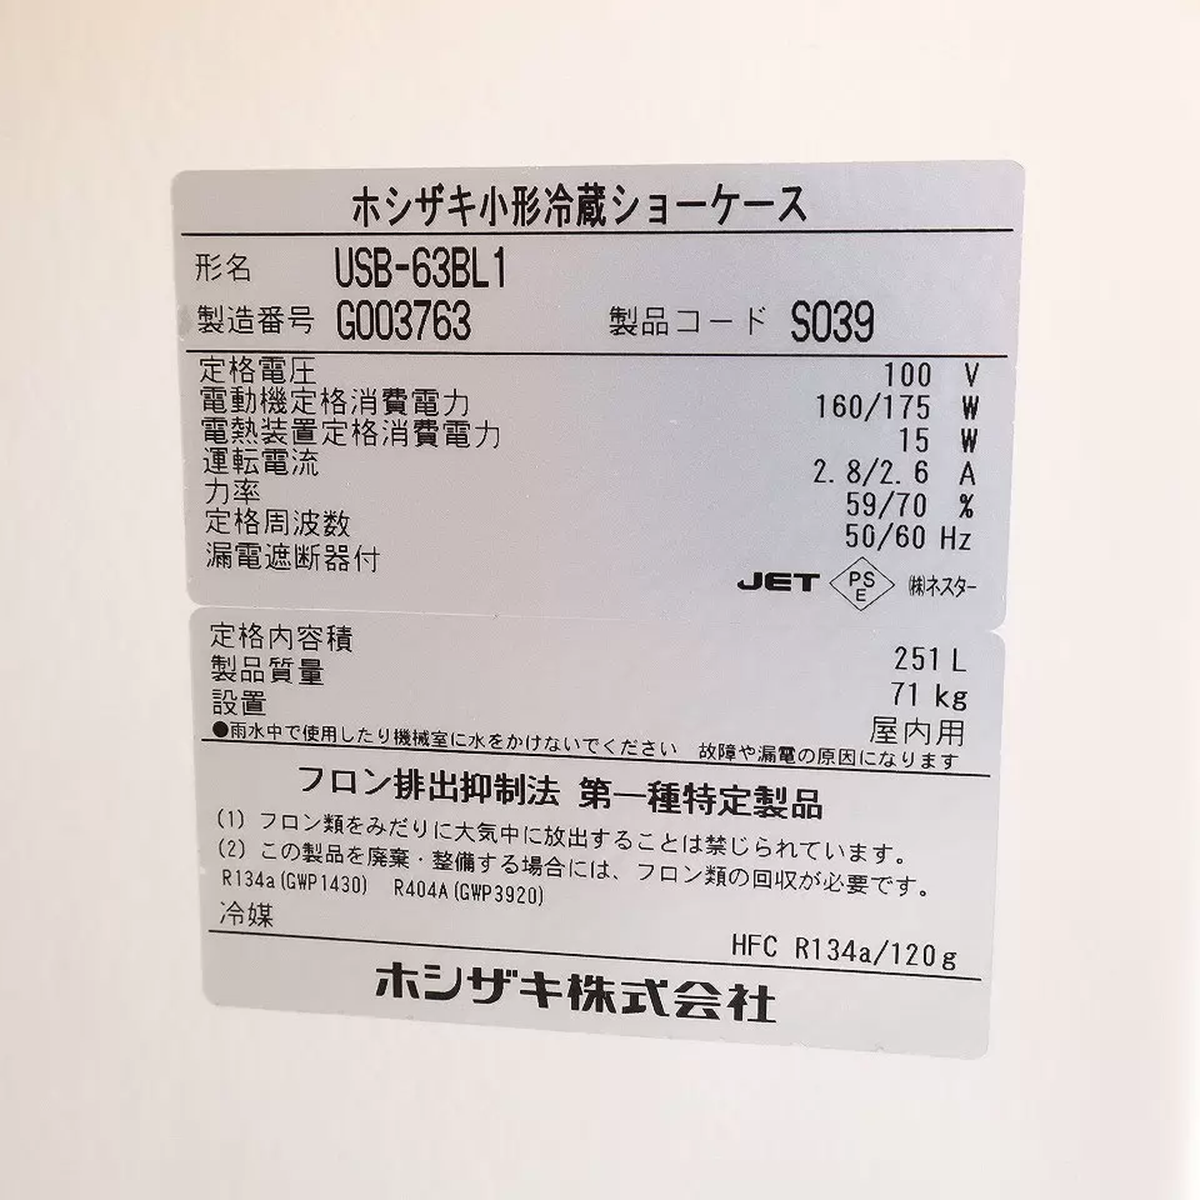 ホシザキ小形冷蔵ショーケース
形名 USB-63BL1
製造番号 G003763 製品コード S039
定格電圧 100 V
電動機定格消費電力 160/175 W
電熱装置定格消費電力 15 W
運転電流 2.8/2.6 A
力率 59/70 %
定格周波数 50/60 Hz
漏電遮断器付
JET PSE ㈱ネスター
定格内容積 251 L
製品質量 71 kg
設置 屋内用
●雨水中で使用したり機械室に水をかけないでください 故障や漏電の原因になります
フロン排出抑制法 第一種特定製品
(1) フロン類をみだりに大気中に放出することは禁じられています。
(2) この製品を廃棄・整備する場合には、フロン類の回収が必要です。
R134a(GWP1430) R404A(GWP3920)
冷媒 HFC R134a/120g
ホシザキ株式会社